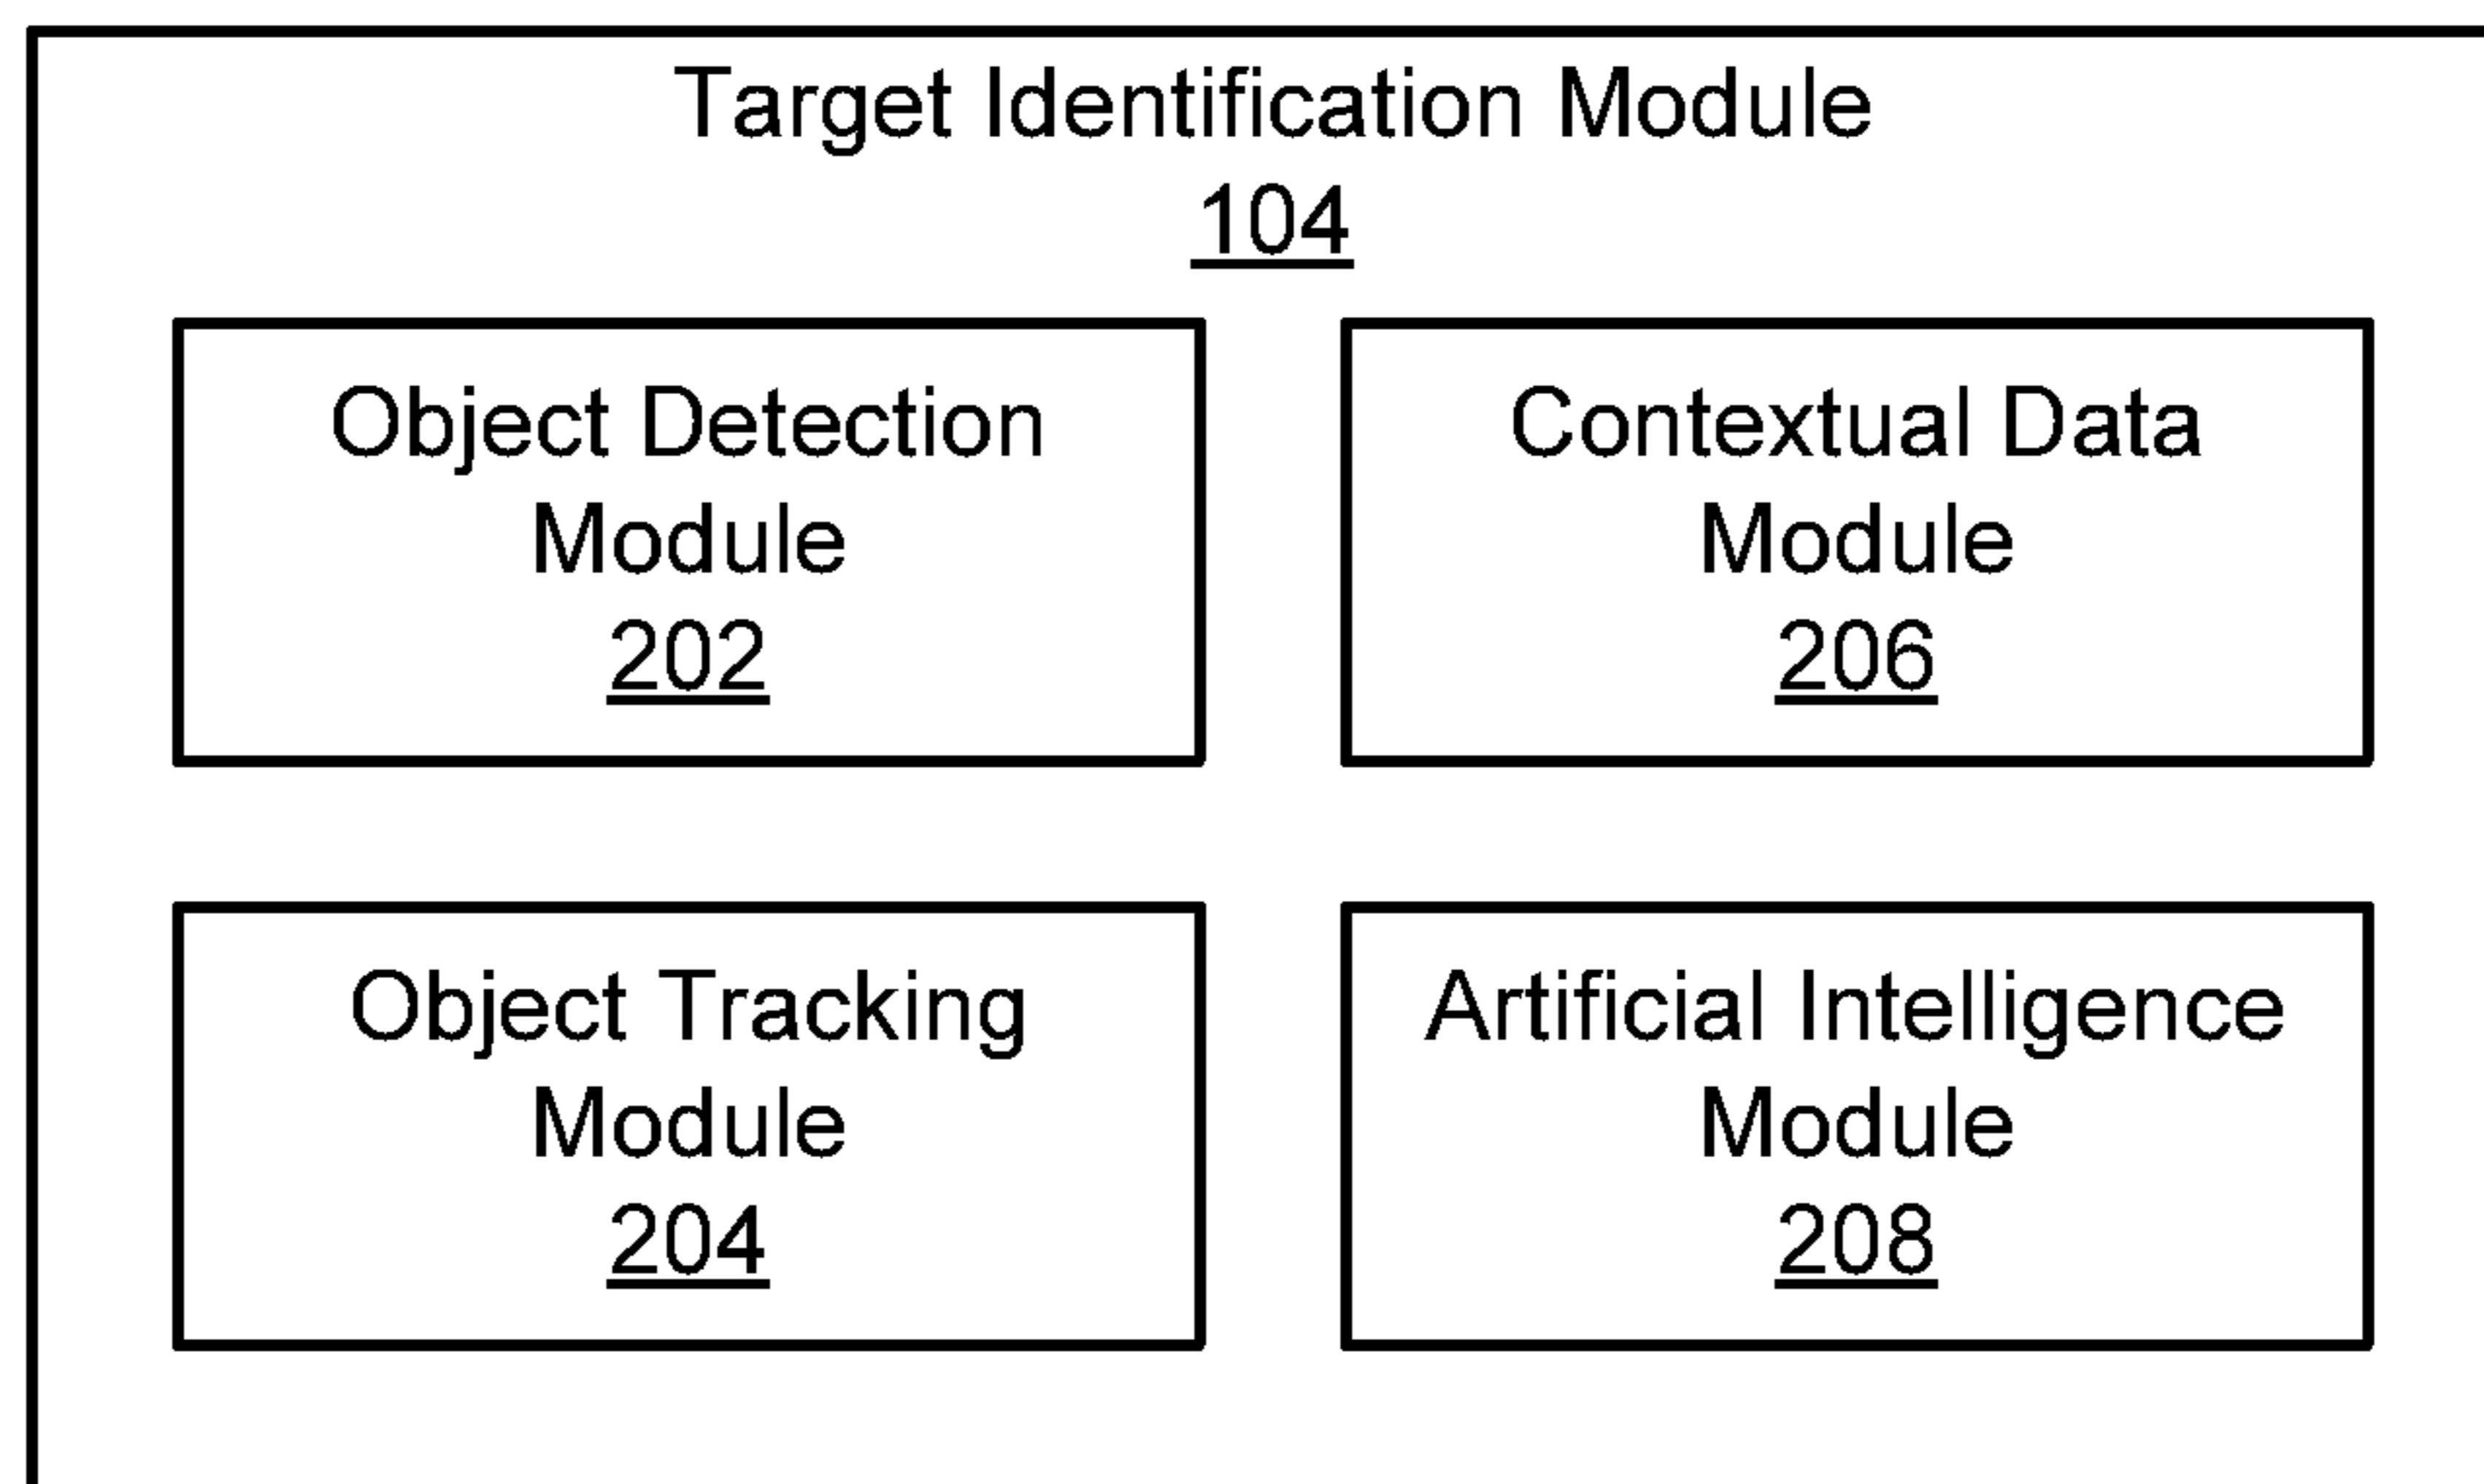 Target Identification Module
104
Object Detection
Module
202
Contextual Data
Module
206
Object Tracking
Module
204
Artificial Intelligence
Module
208